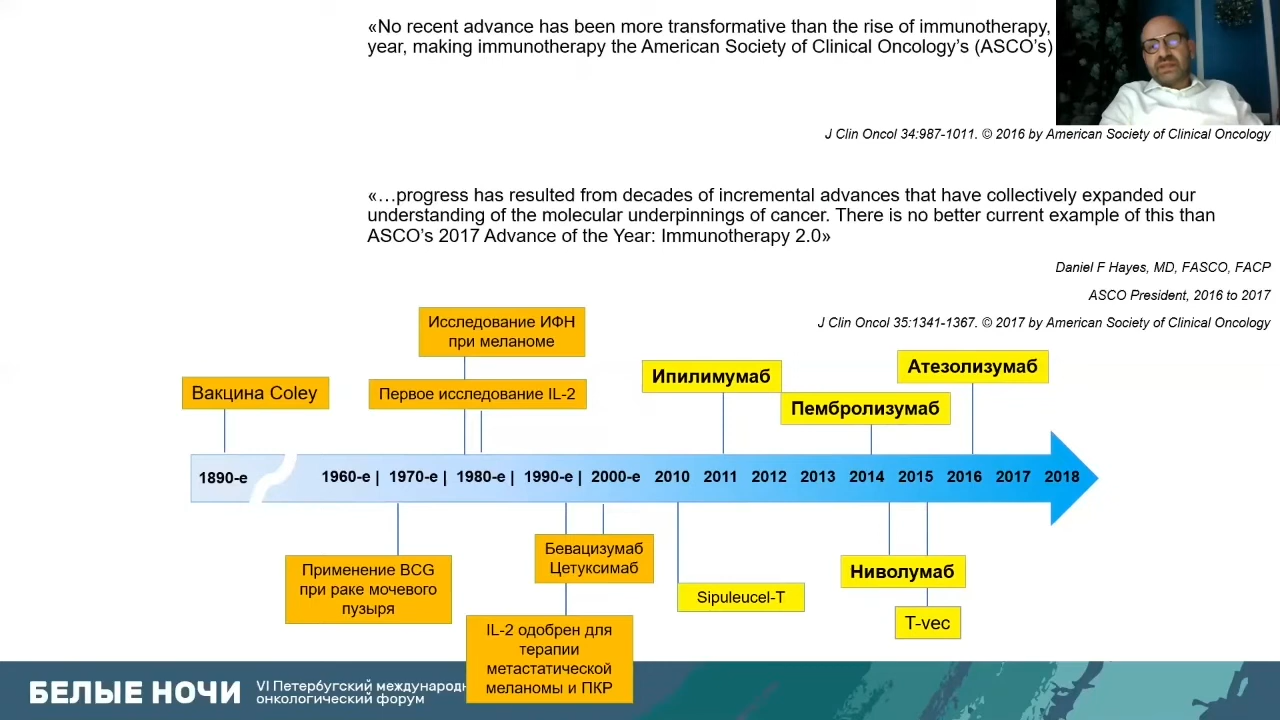 «No recent advance has been more transformative than the rise of immunotherapy,
year, making immunotherapy the American Society of Clinical Oncology’s (ASCO’s)
J Clin Oncol 34:987-1011. © 2016 by American Society of Clinical Oncology
«…progress has resulted from decades of incremental advances that have collectively expanded our
understanding of the molecular underpinnings of cancer. There is no better current example of this than
ASCO’s 2017 Advance of the Year: Immunotherapy 2.0»
Daniel F Hayes, MD, FASCO, FACP
ASCO President, 2016 to 2017
J Clin Oncol 35:1341-1367. © 2017 by American Society of Clinical Oncology
Исследование ИФН
при меланоме
Вакцина Coley
Первое исследование IL-2
Ипилимумаб
Пембролизумаб
Атезолизумаб
1890-е 1960-е | 1970-е | 1980-е | 1990-е | 2000-е 2010 2011 2012 2013 2014 2015 2016 2017 2018
Применение BCG
при раке мочевого
пузыря
Бевацизумаб
Цетуксимаб
IL-2 одобрен для
терапии
метастатической
меланомы и ПКР
Sipuleucel-T
Ниволумаб
T-vec
БЕЛЫЕ НОЧИ
VI Петербургский международн
онкологический форум